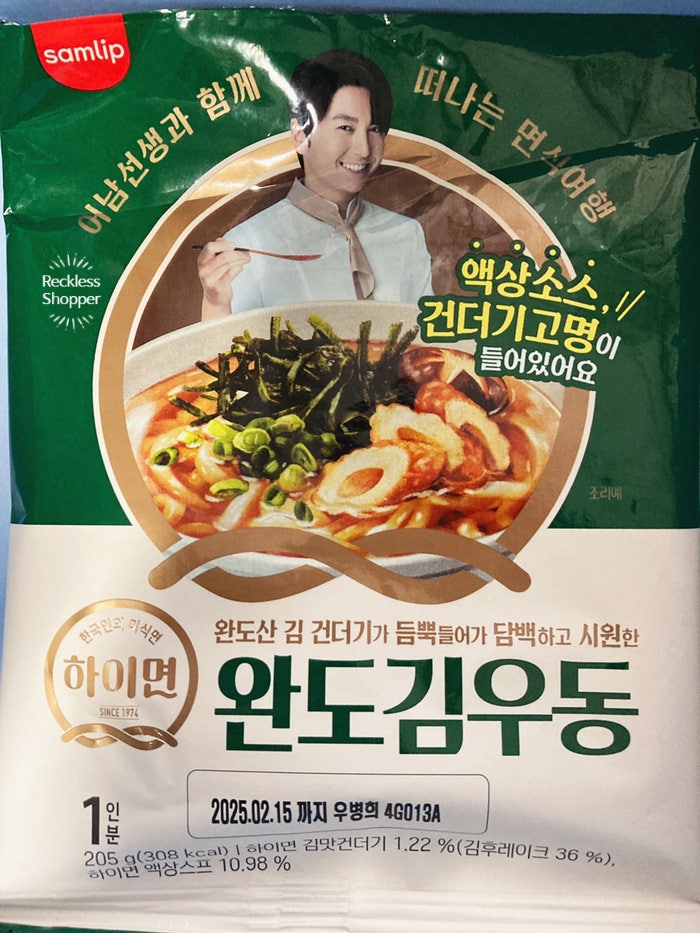 samlip
어남선생과 함께 떠나는 면식여행
Reckless
Shopper
액상소스,
건더기고명이
들어있어요
조리예
한국인의 미식면
하이면
SINCE 1974
완도산 김 건더기가 듬뿍들어가 담백하고 시원한
완도김우동
1인분
2025.02.15 까지 우병희 4G013A
205 g(308 kcal) I 하이면 김맛건더기 1.22 %(김후레이크 36 %),
하이면 액상스프 10.98 %